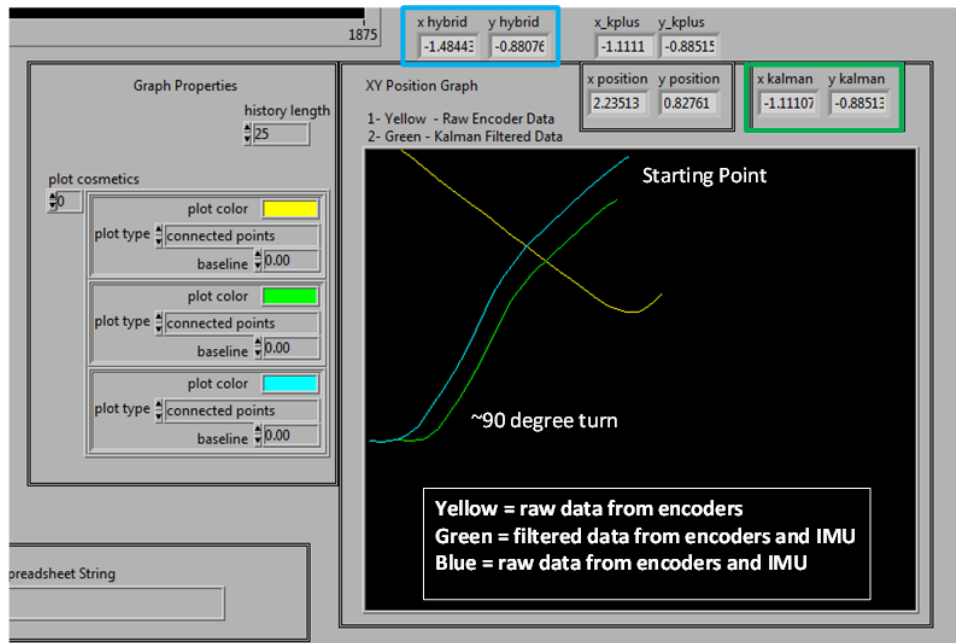 1875
x hybrid y hybrid x_kplus y_kplus
-1.4844 -0.88076 -1.1111 -0.8851
Graph Properties
history length
25
XY Position Graph
x position y position x kalman y kalman
2.23513 0.82761 -1.11107 -0.8851
1- Yellow - Raw Encoder Data
2- Green - Kalman Filtered Data
plot cosmetics
0
plot color
plot type connected points
baseline 0.00
plot color
plot type connected points
baseline 0.00
plot color
plot type connected points
baseline 0.00
Starting Point
~90 degree turn
Yellow = raw data from encoders
Green = filtered data from encoders and IMU
Blue = raw data from encoders and IMU
preadsheet String